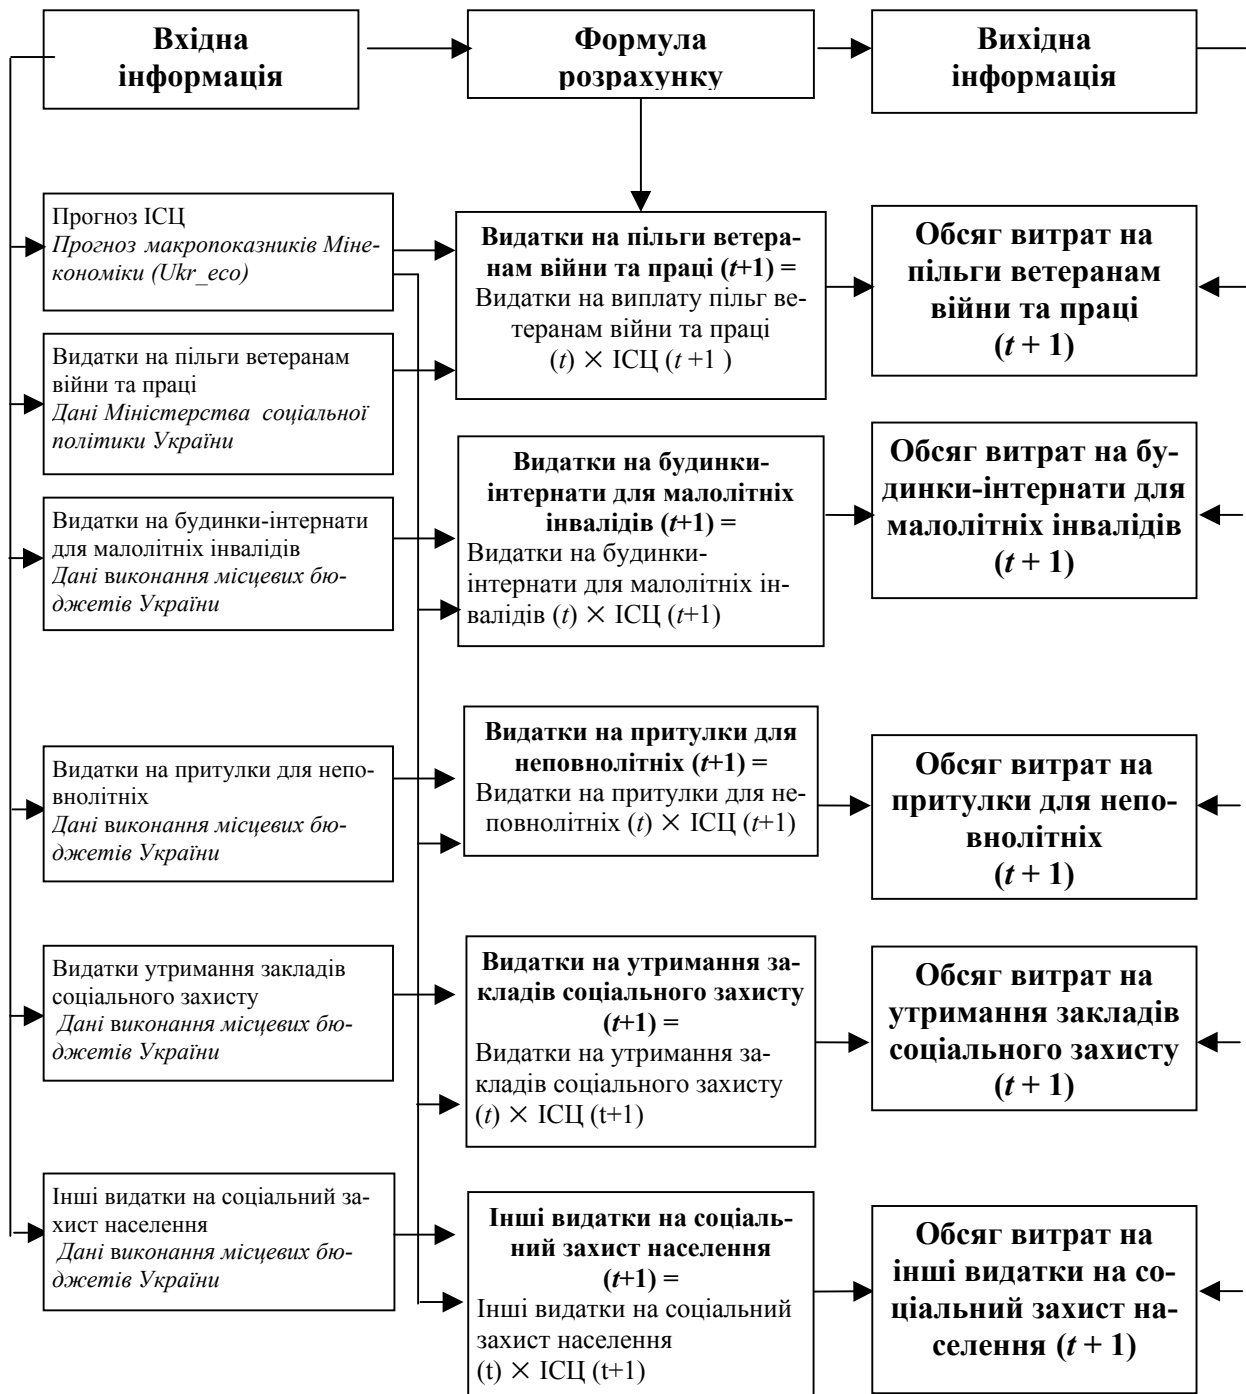 Вхідна
інформація
Формула
розрахунку
Вихідна
інформація
Прогноз ІСЦ
Прогноз макропоказників Міне-
кономіки (Ukr_eco)
Видатки на пільги ветеранам
війни та праці
Дані Міністерства соціальної
політики України
Видатки на будинки-інтернати
для малолітніх інвалідів
Дані виконання місцевих бю-
джетів України
Видатки на притулки для непо-
внолітніх
Дані виконання місцевих бю-
джетів України
Видатки утримання закладів
соціального захисту
Дані виконання місцевих бю-
джетів України
Інші видатки на соціальний за-
хист населення
Дані виконання місцевих бю-
джетів України
Видатки на пільги ветера-
нам війни та праці (t+1) =
Видатки на виплату пільг ве-
теранам війни та праці
(t) × ІСЦ (t +1 )
Видатки на будинки-
інтернати для малолітніх
інвалідів (t+1) =
Видатки на будинки-
інтернати для малолітніх ін-
валідів (t) × ІСЦ (t+1)
Видатки на притулки для
неповнолітніх (t+1) =
Видатки на притулки для не-
повнолітніх (t) × ІСЦ (t+1)
Видатки на утримання за-
кладів соціального захисту
(t+1) =
Видатки на утримання за-
кладів соціального захисту
(t) × ІСЦ (t+1)
Інші видатки на соціаль-
ний захист населення
(t+1) =
Інші видатки на соціальний
захист населення
(t) × ІСЦ (t+1)
Обсяг витрат на
пільги ветеранам
війни та праці
(t + 1)
Обсяг витрат на бу-
динки-інтернати для
малолітніх інвалідів
(t + 1)
Обсяг витрат на
притулки для непо-
внолітніх
(t + 1)
Обсяг витрат на
утримання закладів
соціального захисту
(t + 1)
Обсяг витрат на
інші видатки на со-
ціальний захист на-
селення (t + 1)